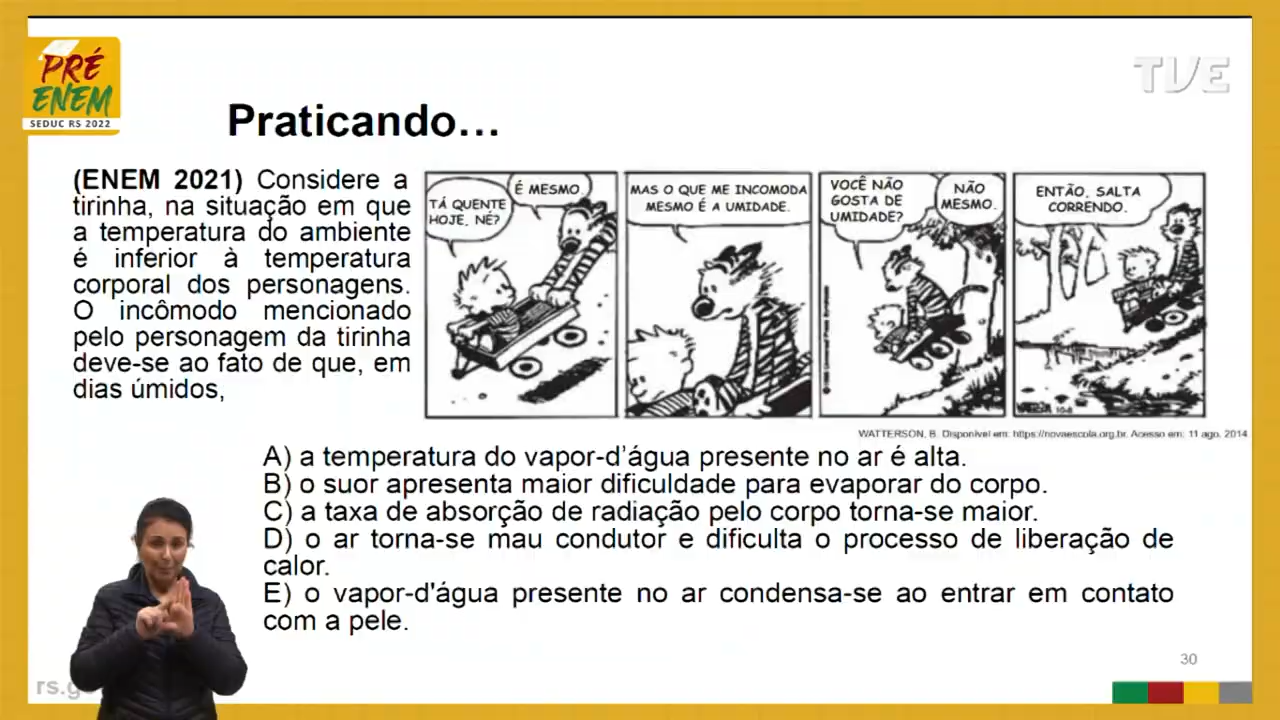 PRÉ
ENEM
SEDUC RS 2022
TVE
Praticando...
(ENEM 2021) Considere a
tirinha, na situação em que
a temperatura do ambiente
é inferior à temperatura
corporal dos personagens.
O incômodo mencionado
pelo personagem da tirinha
deve-se ao fato de que, em
dias úmidos,
TÁ QUENTE
HOJE, NÉ?
É MESMO.
MAS O QUE ME INCOMODA
MESMO É A UMIDADE.
VOCÊ NÃO
GOSTA DE
UMIDADE?
NÃO
MESMO.
ENTÃO, SALTA
CORRENDO.
WATTERSON, B. Disponível em: https://novaescola.org.br. Acesso em: 11 ago. 2014.
A) a temperatura do vapor-d’água presente no ar é alta.
B) o suor apresenta maior dificuldade para evaporar do corpo.
C) a taxa de absorção de radiação pelo corpo torna-se maior.
D) o ar torna-se mau condutor e dificulta o processo de liberação de
calor.
E) o vapor-d'água presente no ar condensa-se ao entrar em contato
com a pele.
30
rs.g